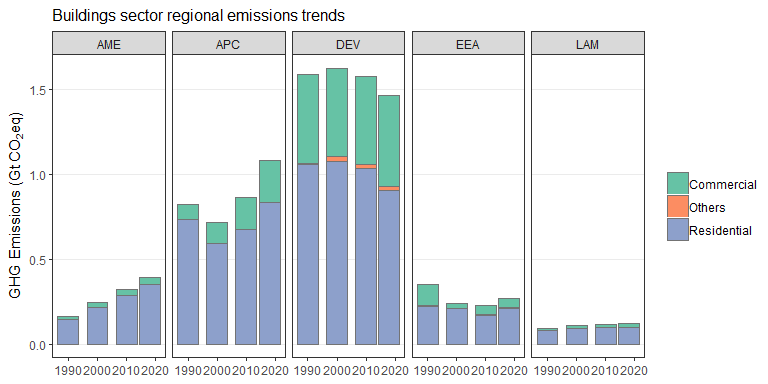 Buildings sector regional emissions trends
AME APC DEV EEA LAM
GHG Emissions (Gt CO₂eq)
1.5
1.0
0.5
0.0
1990 2000 2010 2020 1990 2000 2010 2020 1990 2000 2010 2020 1990 2000 2010 2020 1990 2000 2010 2020
Commercial
Others
Residential